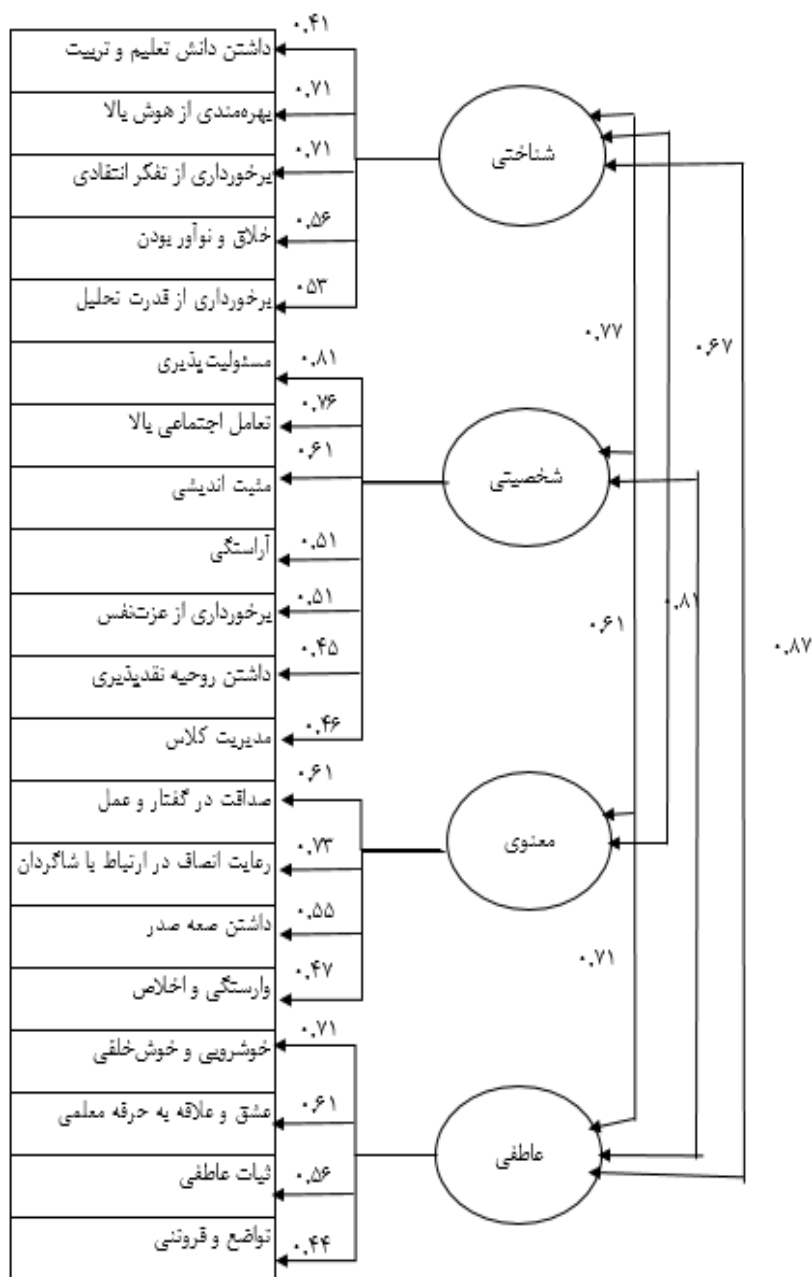 ۰.۴۱
داشتن دانش تعلیم و تربیت
۰.۷۱
بهره‌مندی از هوش بالا
۰.۷۱
برخورداری از تفکر انتقادی
۰.۵۶
خلاق و نوآور بودن
۰.۵۳
برخورداری از قدرت تحلیل
شناختی
۰.۸۱
مسئولیت‌پذیری
۰.۷۶
تعامل اجتماعی بالا
۰.۶۱
مثبت اندیشی
۰.۵۱
آراستگی
۰.۵۱
برخورداری از عزت‌نفس
۰.۴۵
داشتن روحیه نقدپذیری
۰.۴۶
مدیریت کلاس
شخصیتی
۰.۶۱
صداقت در گفتار و عمل
۰.۷۳
رعایت انصاف در ارتباط با شاگردان
۰.۵۵
داشتن صعه صدر
۰.۴۷
وارستگی و اخلاص
معنوی
۰.۷۱
خوشرویی و خوش‌خلقی
۰.۶۱
عشق و علاقه به حرفه معلمی
۰.۵۶
ثبات عاطفی
۰.۴۴
تواضع و فروتنی
عاطفی
۰.۷۷
۰.۶۷
۰.۶۱
۰.۸۱
۰.۸۷
۰.۷۱